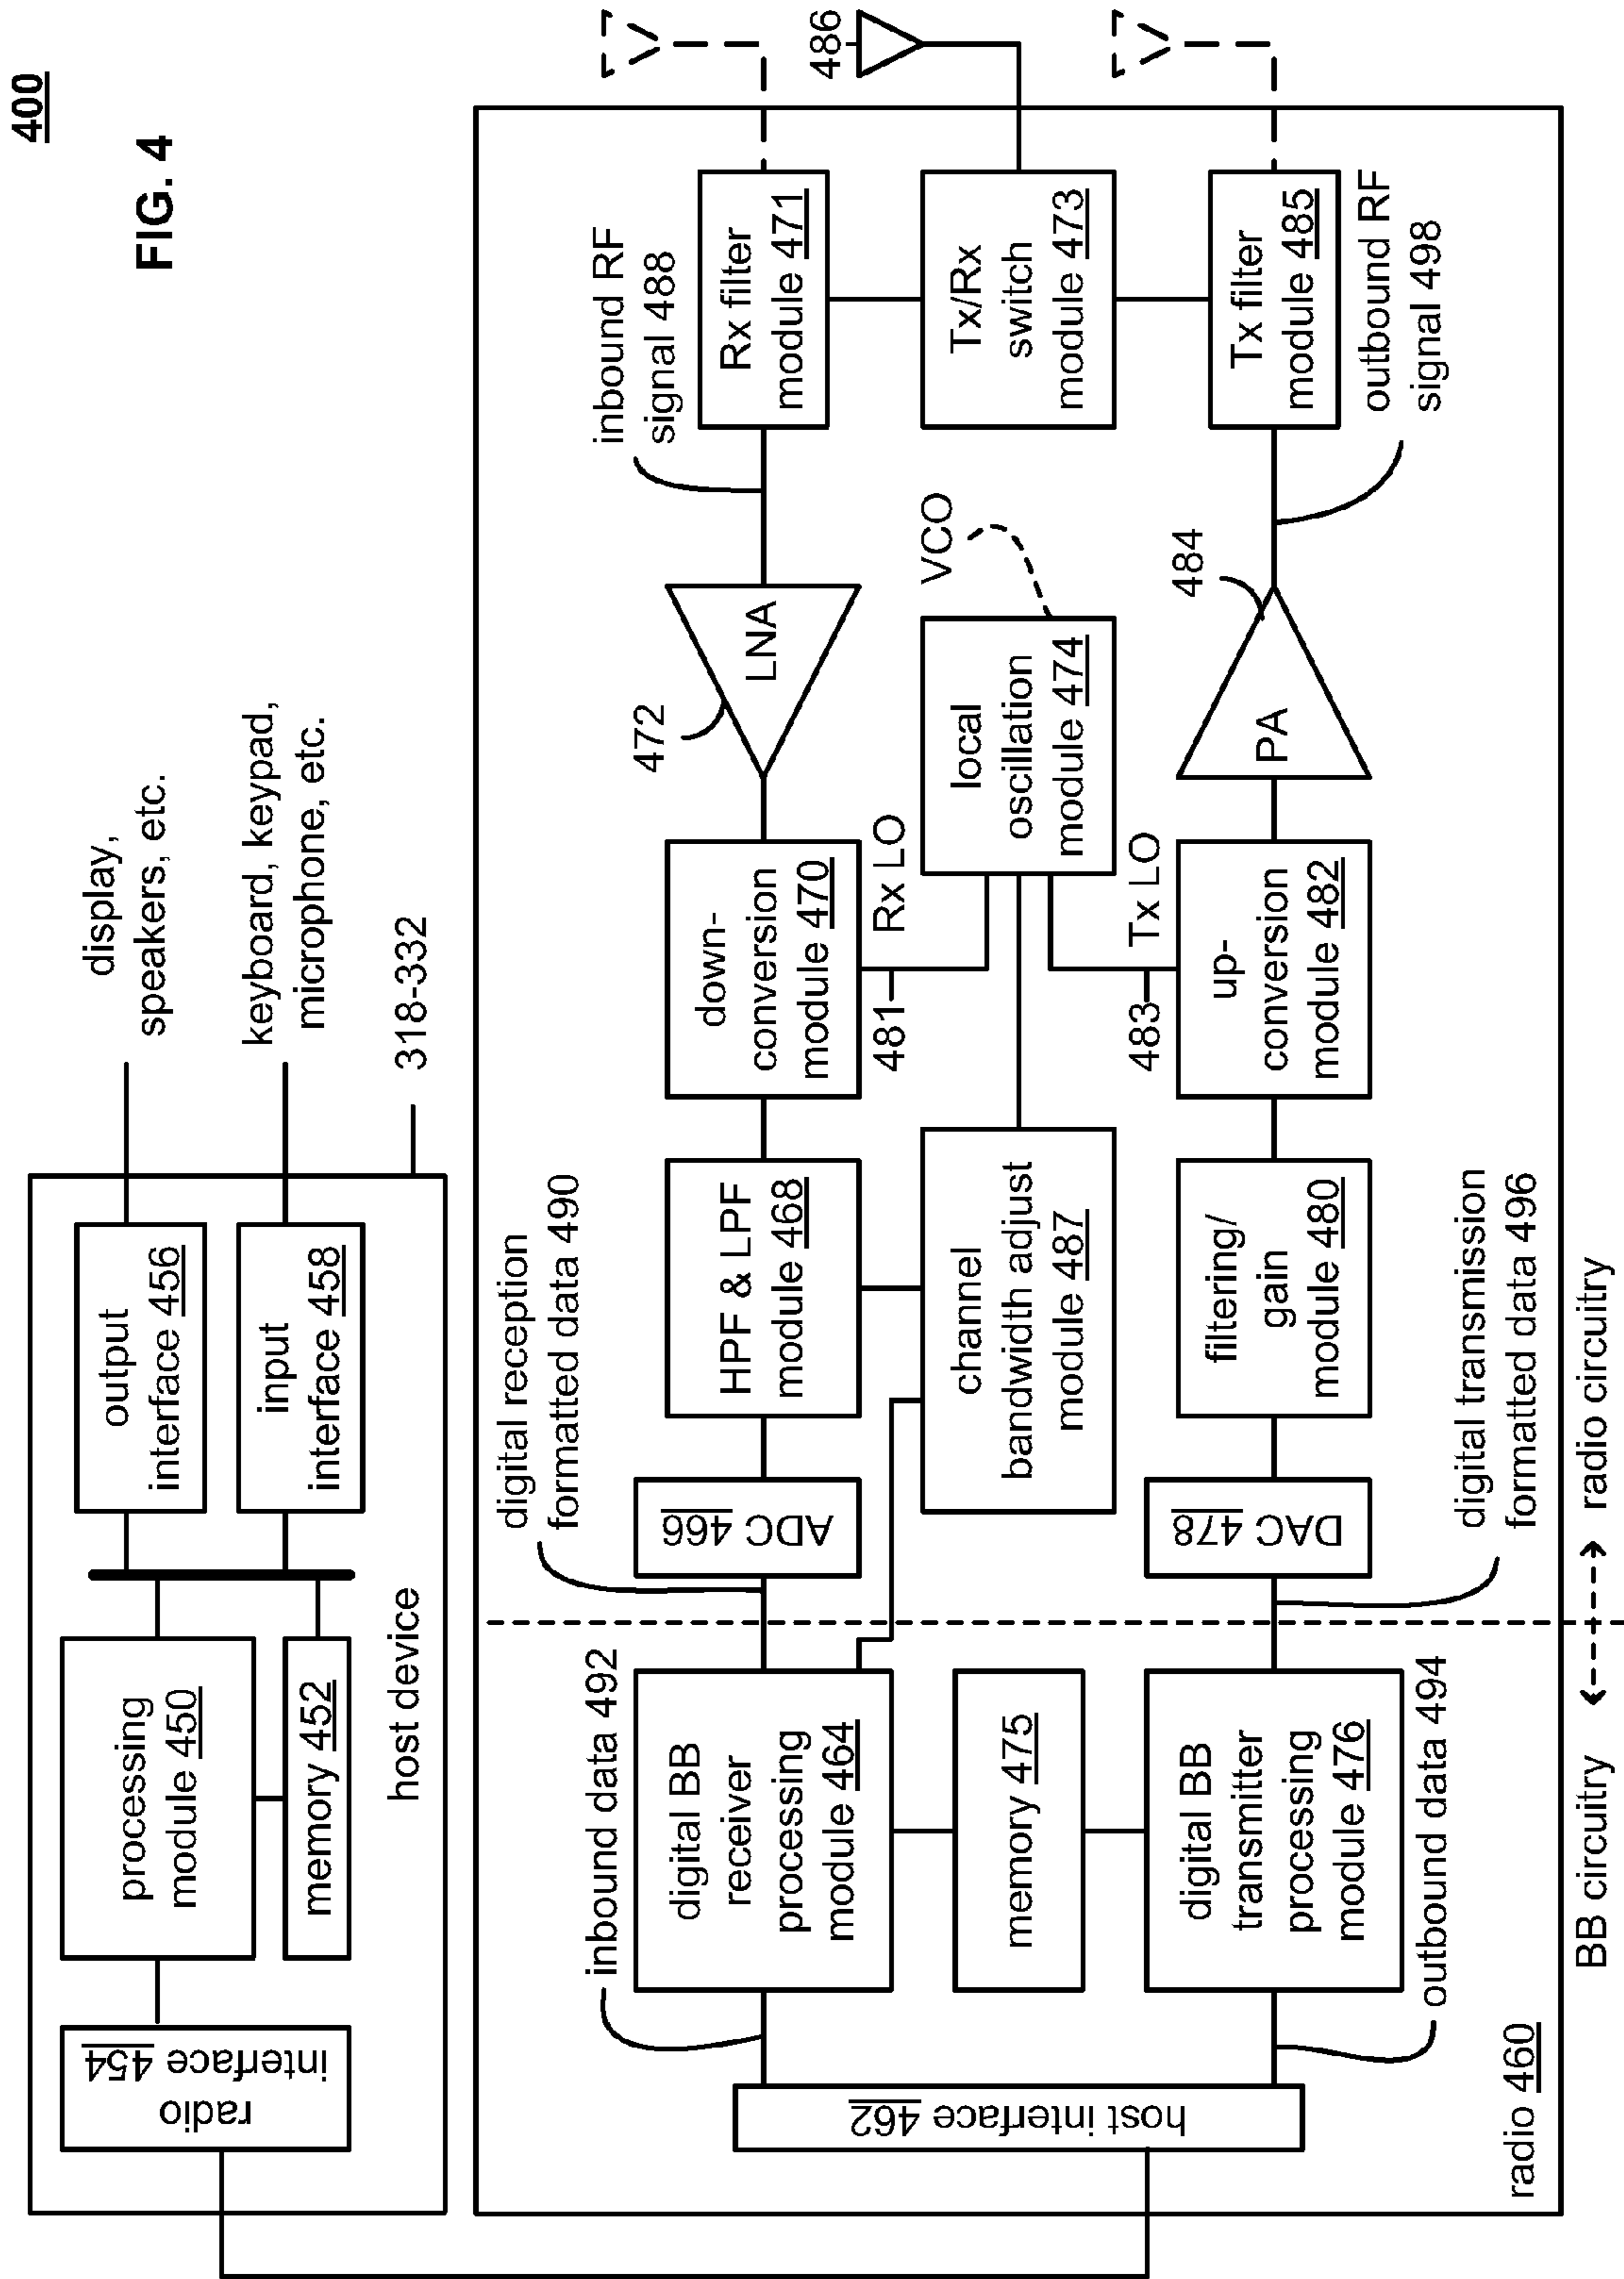 400
FIG. 4
radio
interface 454
processing
module 450
memory 452
host device
output
interface 456
input
interface 458
display,
speakers, etc.
keyboard, keypad,
microphone, etc.
318-332
host interface 462
radio 460
inbound data 492
digital BB
receiver
processing
module 464
memory 475
digital BB
transmitter
processing
module 476
outbound data 494
BB circuitry
radio circuitry
digital reception
formatted data 490
ADC 466
HPF & LPF
module 468
channel
bandwidth adjust
module 487
DAC 478
filtering/
gain
module 480
digital transmission
formatted data 496
down-
conversion
module 470
481
Rx LO
483
Tx LO
up-
conversion
module 482
472
LNA
local
oscillation
module 474
VCO
PA
484
inbound RF
signal 488
Rx filter
module 471
Tx/Rx
switch
module 473
Tx filter
module 485
outbound RF
signal 498
486